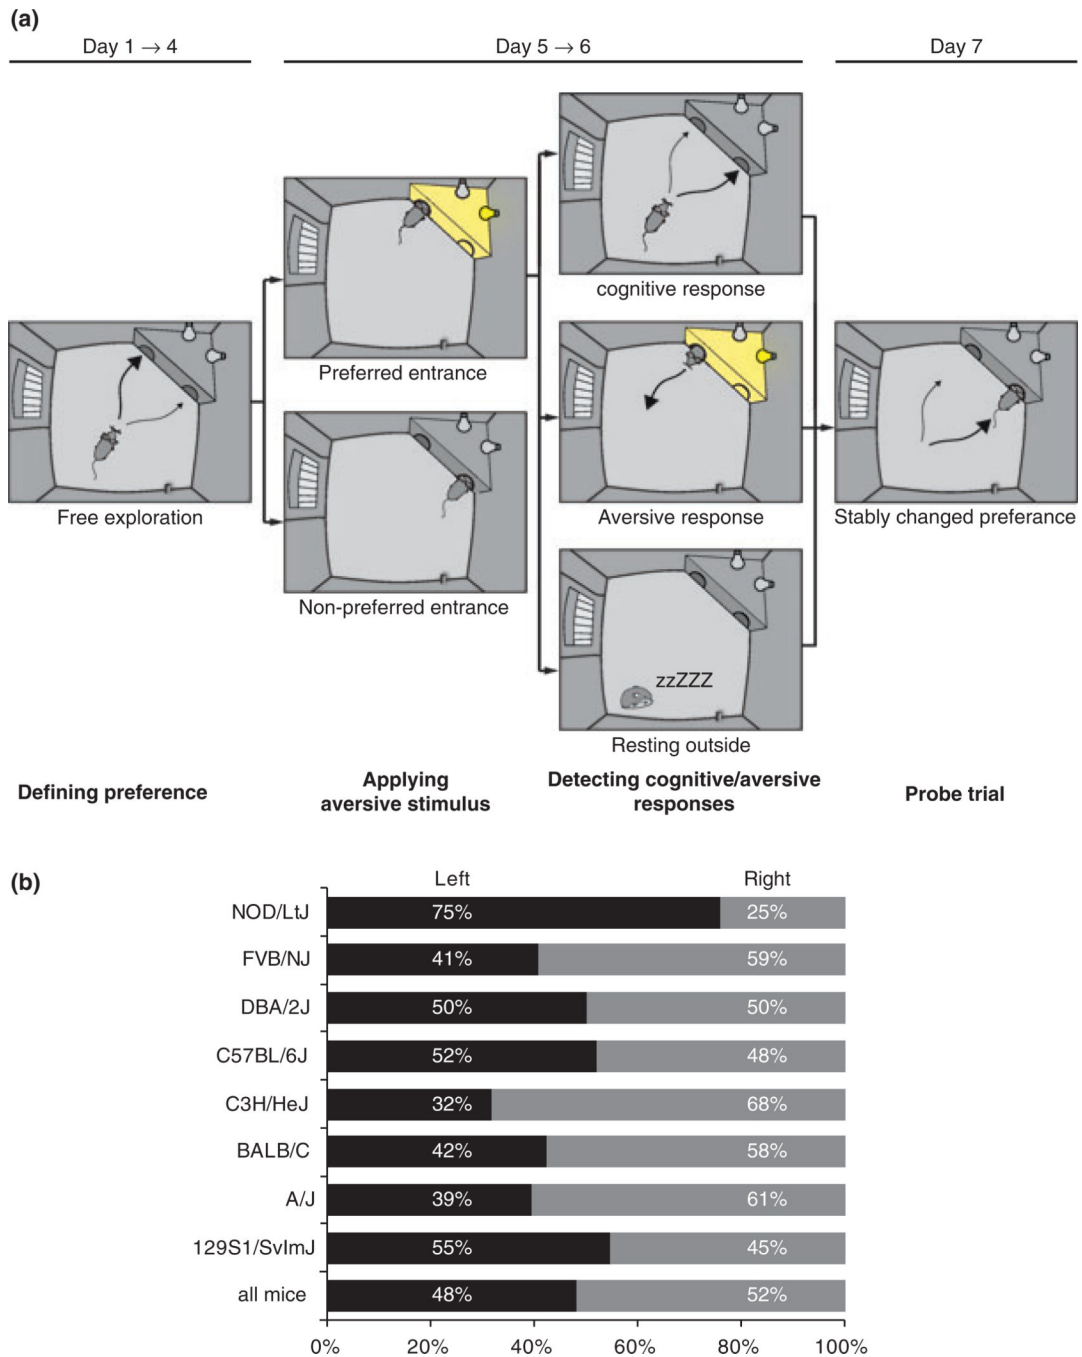 (a)
Day 1 → 4
Day 5 → 6
Day 7
cognitive response
Preferred entrance
Free exploration
Aversive response
Stably changed preferance
Non-preferred entrance
zzZZZ
Resting outside
Defining preference
Applying
aversive stimulus
Detecting cognitive/aversive
responses
Probe trial
(b)
Left Right
NOD/LtJ 75% 25%
FVB/NJ 41% 59%
DBA/2J 50% 50%
C57BL/6J 52% 48%
C3H/HeJ 32% 68%
BALB/C 42% 58%
A/J 39% 61%
129S1/SvImJ 55% 45%
all mice 48% 52%
0% 20% 40% 60% 80% 100%